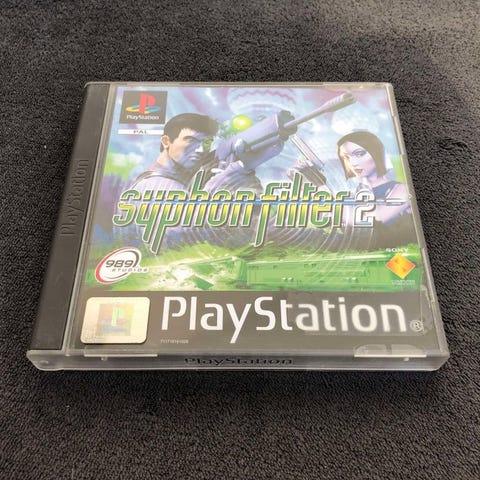 PlayStation
PAL
PlayStation
syphon filter 2
SONY
989
STUDIOS
PlayStation®
PlayStation